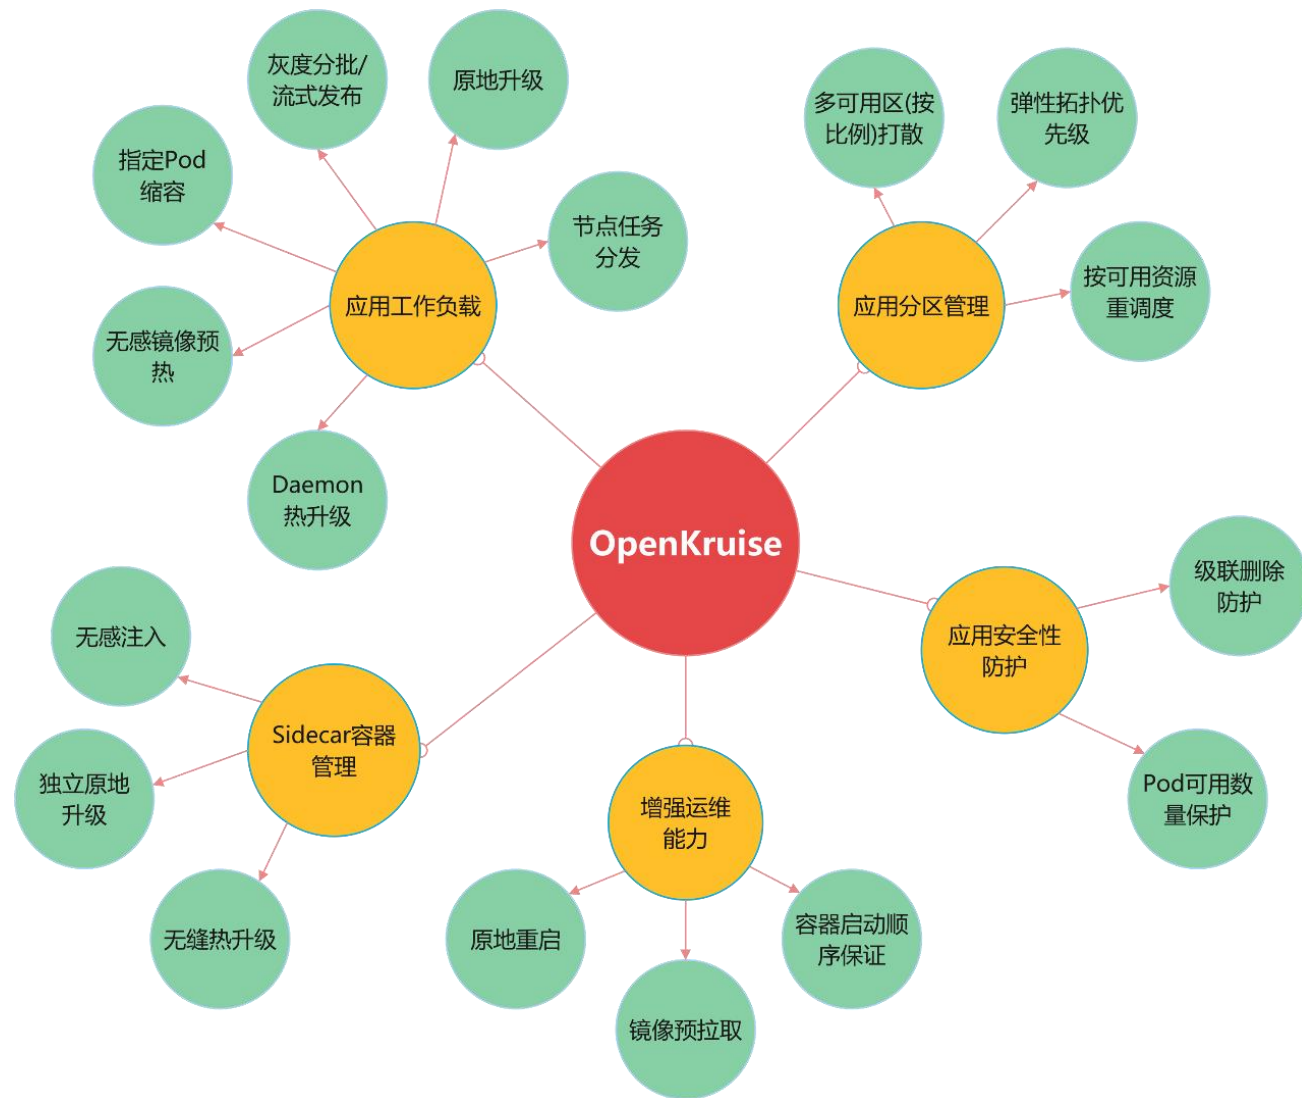 灰度分批/
流式发布
原地升级
指定Pod
缩容
节点任务
分发
应用工作负载
无感镜像预
热
Daemon
热升级
多可用区(按
比例)打散
弹性拓扑优
先级
应用分区管理
按可用资源
重调度
OpenKruise
级联删除
防护
应用安全性
防护
Pod可用数
量保护
无感注入
Sidecar容器
管理
独立原地
升级
无缝热升级
增强运维
能力
原地重启
容器启动顺
序保证
镜像预拉取